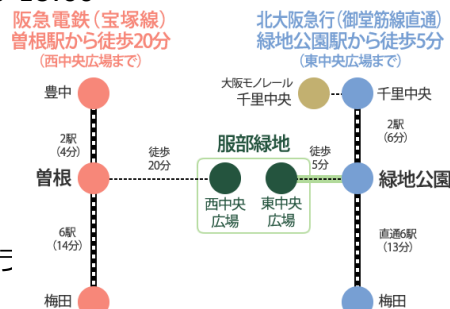 阪急電鉄（宝塚線）
曽根駅から徒歩20分
（西中央広場まで）
北大阪急行（御堂筋線直通）
緑地公園駅から徒歩5分
（東中央広場まで）
豊中
大阪モノレール
千里中央
千里中央
2駅
（4分）
2駅
（6分）
服部緑地
徒歩
20分
徒歩
5分
曽根
緑地公園
西中央
広場
東中央
広場
6駅
（14分）
直通6駅
（13分）
梅田
梅田